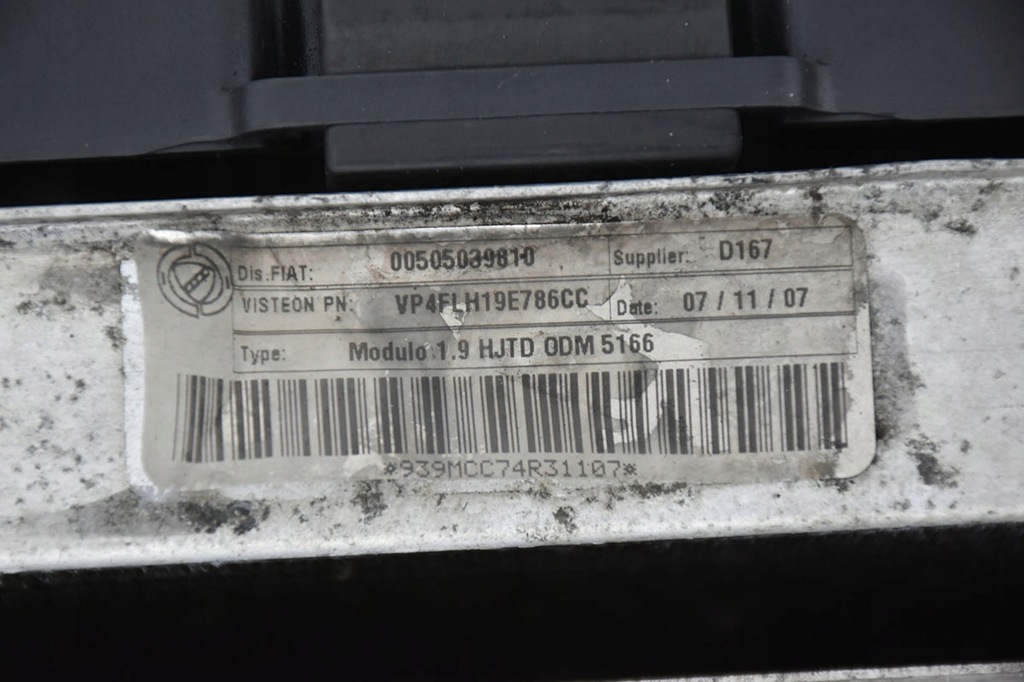 Dis.FIAT: 00505039810 Supplier: D167
VISTEON PN: VP4FLH19E786CC Date: 07 / 11 / 07
Type: Modulo 1.9 HJTD ODM 5166
*939MCC74R31107*